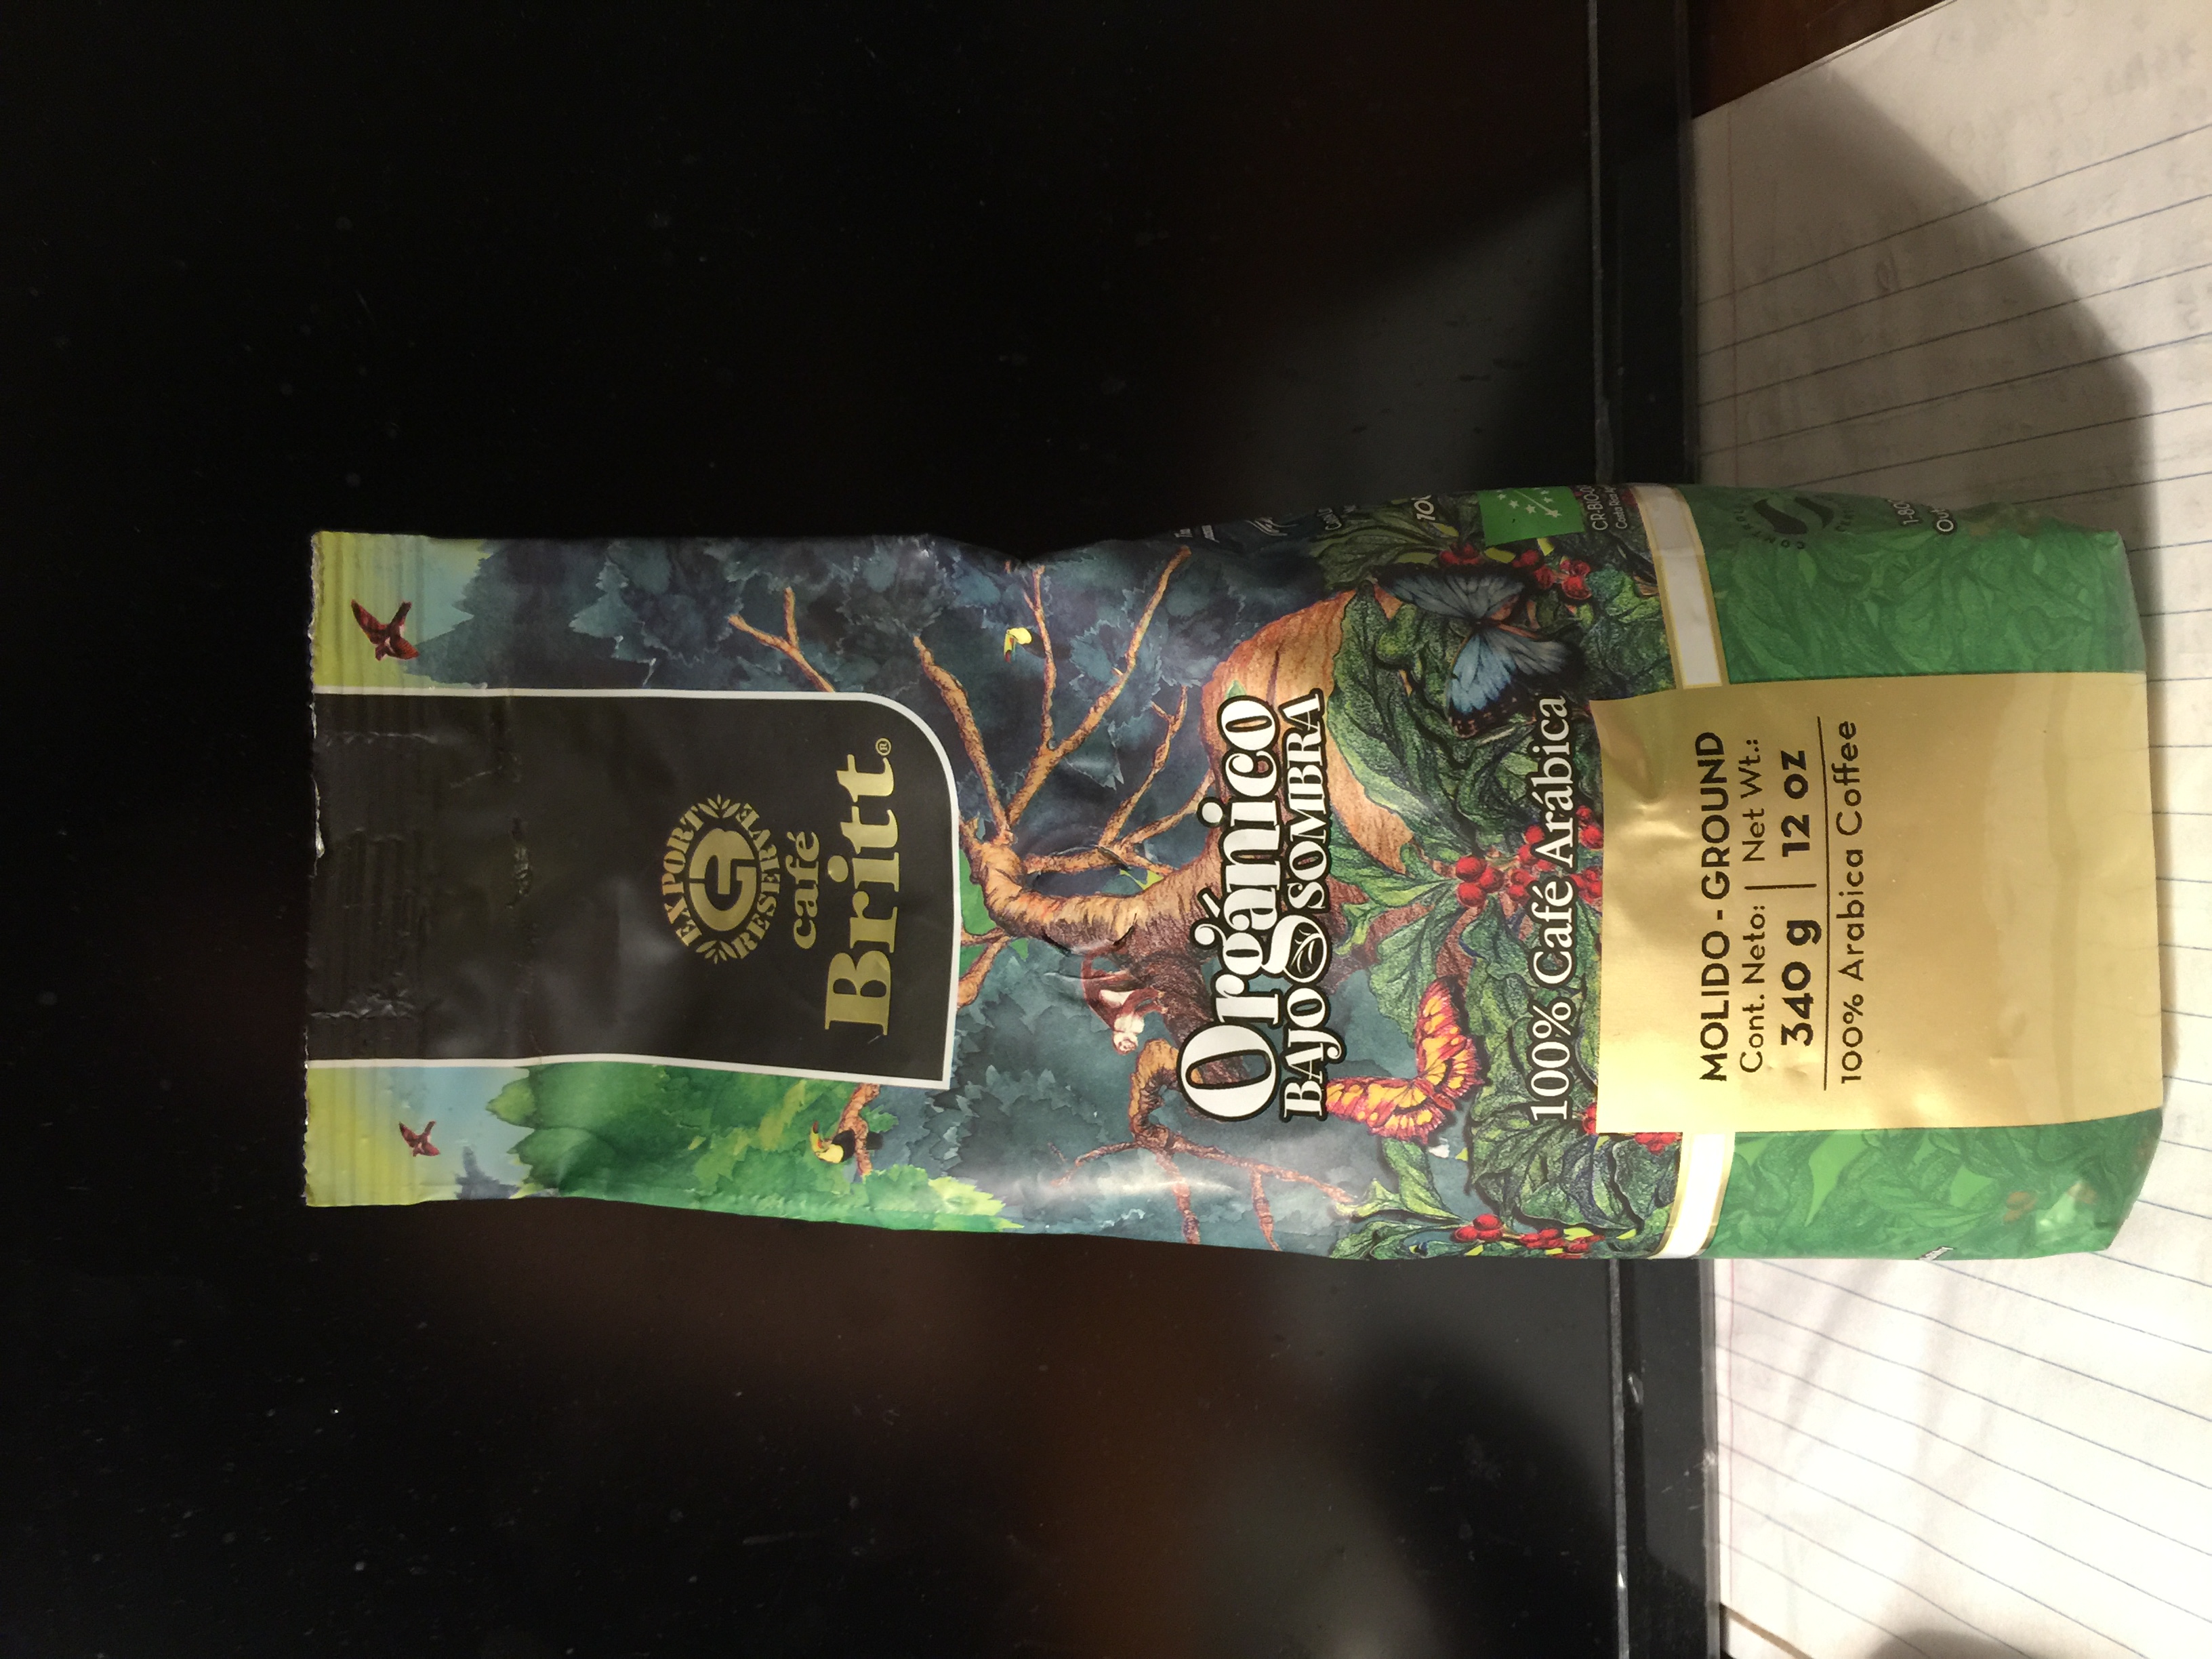 EXPORT
RESERVE
café
Britt®
Orgánico
BAJO SOMBRA
100% Café Arábica
MOLIDO - GROUND
Cont. Neto: | Net Wt.:
340 g | 12 oz
100% Arabica Coffee